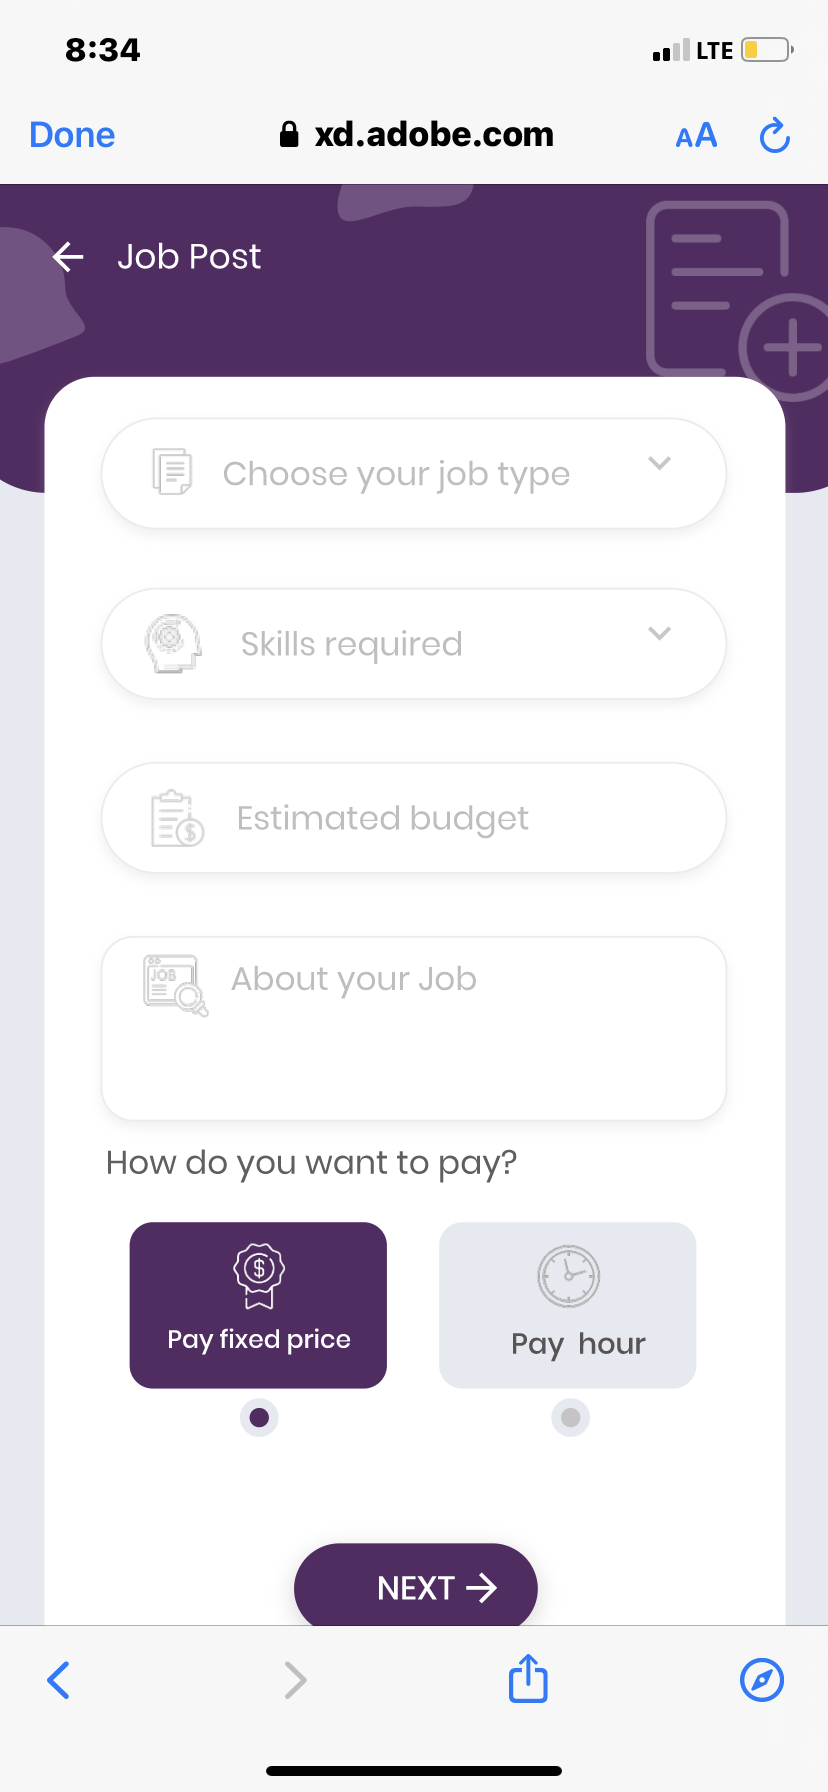 8:34
LTE
Done
xd.adobe.com
AA
Job Post
Choose your job type
Skills required
Estimated budget
JOB
About your Job
How do you want to pay?
$
Pay fixed price
Pay hour
NEXT